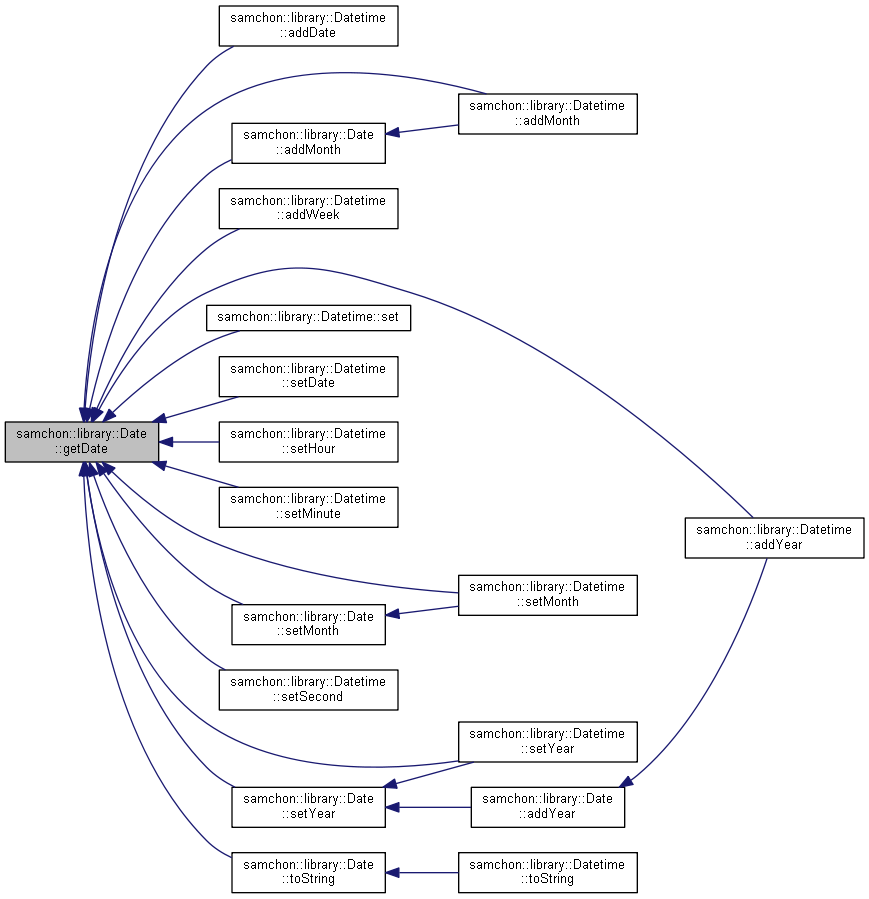 samchon::library::Datetime
::addDate
samchon::library::Datetime
::addMonth
samchon::library::Date
::addMonth
samchon::library::Datetime
::addWeek
samchon::library::Datetime::set
samchon::library::Datetime
::setDate
samchon::library::Date
::getDate
samchon::library::Datetime
::setHour
samchon::library::Datetime
::setMinute
samchon::library::Datetime
::addYear
samchon::library::Datetime
::setMonth
samchon::library::Date
::setMonth
samchon::library::Datetime
::setSecond
samchon::library::Datetime
::setYear
samchon::library::Date
::setYear
samchon::library::Date
::addYear
samchon::library::Date
::toString
samchon::library::Datetime
::toString